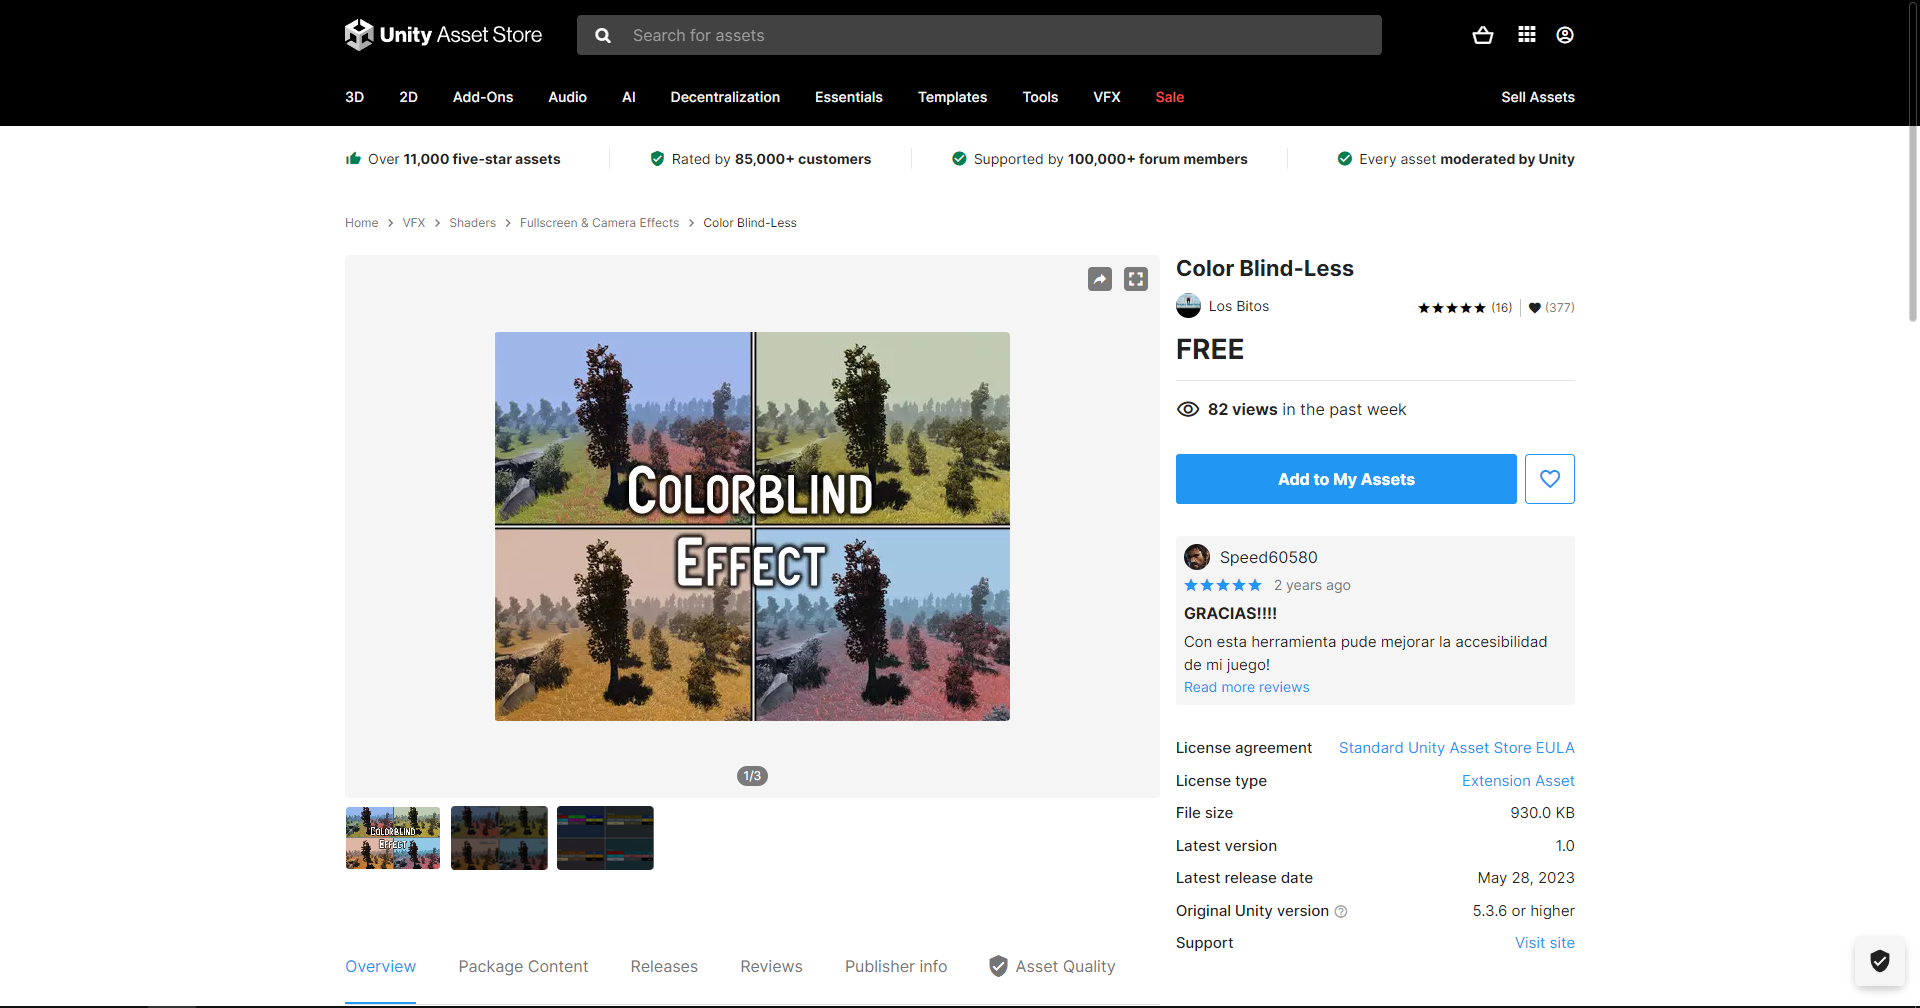 Unity Asset Store
Search for assets
3D 2D Add-Ons Audio AI Decentralization Essentials Templates Tools VFX Sale Sell Assets
Over 11,000 five-star assets
Rated by 85,000+ customers
Supported by 100,000+ forum members
Every asset moderated by Unity
Home > VFX > Shaders > Fullscreen & Camera Effects > Color Blind-Less
COLORBLIND
EFFECT
1/3
COLORBLIND
EFFECT
Color Blind-Less
Los Bitos
(16)
(377)
FREE
82 views in the past week
Add to My Assets
Speed60580
2 years ago
GRACIAS!!!!
Con esta herramienta pude mejorar la accesibilidad
de mi juego!
Read more reviews
License agreement Standard Unity Asset Store EULA
License type Extension Asset
File size 930.0 KB
Latest version 1.0
Latest release date May 28, 2023
Original Unity version 5.3.6 or higher
Support Visit site
Overview Package Content Releases Reviews Publisher info Asset Quality